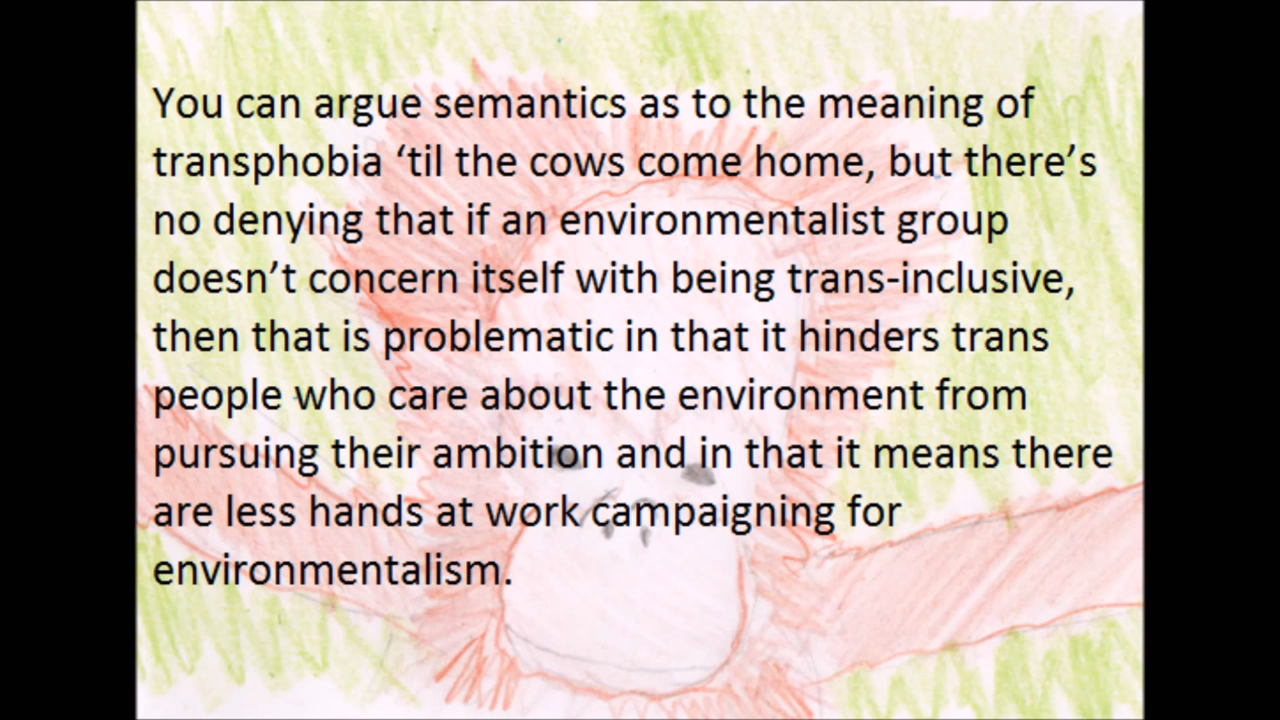 You can argue semantics as to the meaning of
transphobia ‘til the cows come home, but there’s
no denying that if an environmentalist group
doesn’t concern itself with being trans-inclusive,
then that is problematic in that it hinders trans
people who care about the environment from
pursuing their ambition and in that it means there
are less hands at work campaigning for
environmentalism.